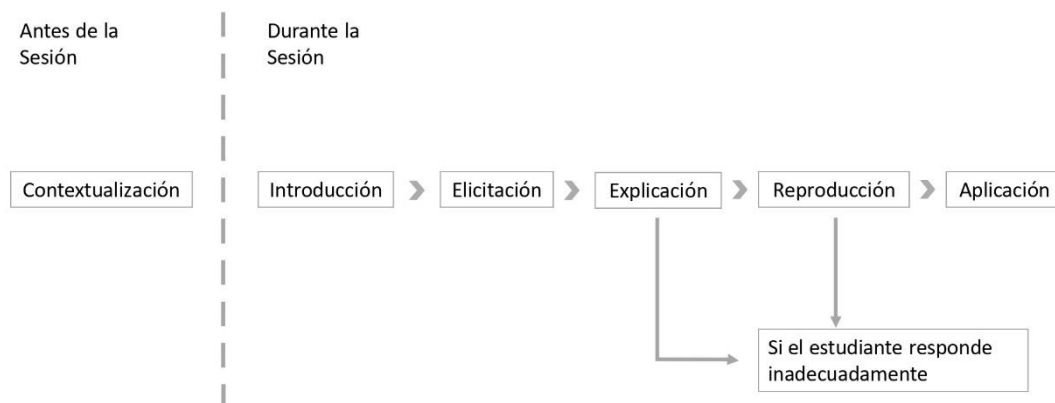 Antes de la
Sesión
Durante la
Sesión
Contextualización
Introducción
Elicitación
Explicación
Reproducción
Aplicación
Si el estudiante responde
inadecuadamente